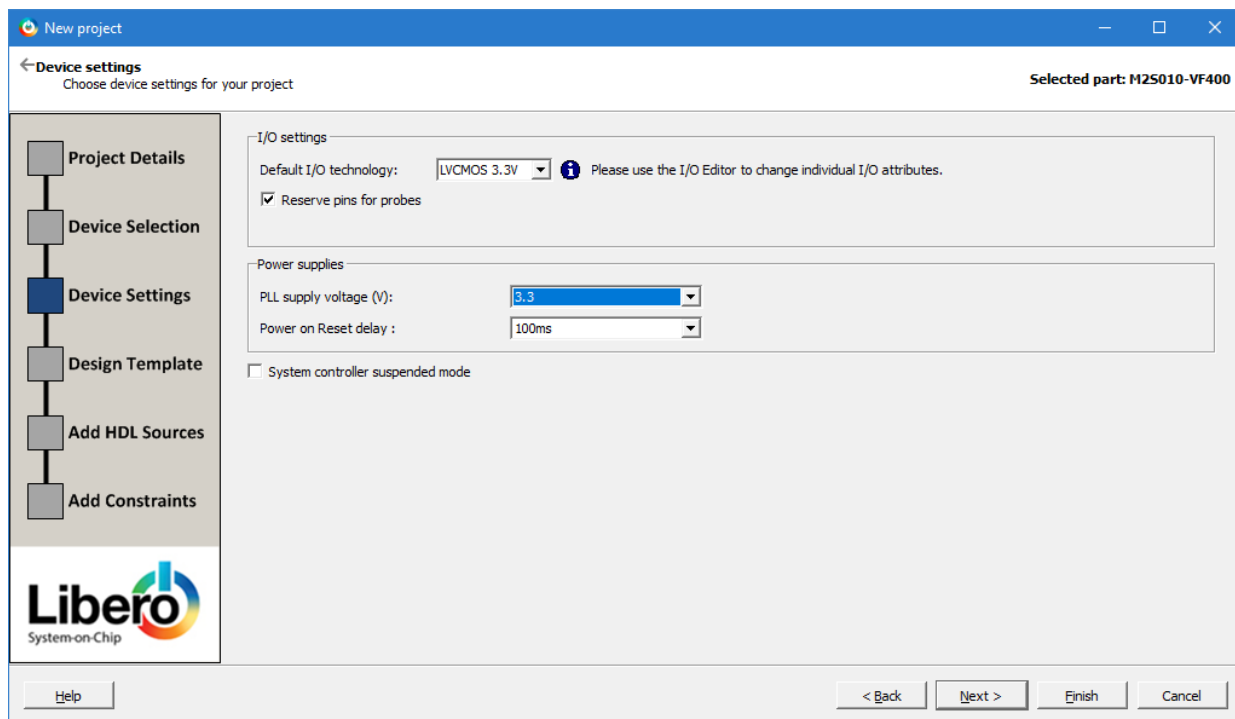 New project
Device settings
Choose device settings for your project
Selected part: M2S010-VF400
Project Details
Device Selection
Device Settings
Design Template
Add HDL Sources
Add Constraints
Libero
System-on-Chip
I/O settings
Default I/O technology: LVCMOS 3.3V Please use the I/O Editor to change individual I/O attributes.
Reserve pins for probes
Power supplies
PLL supply voltage (V): 3.3
Power on Reset delay : 100ms
System controller suspended mode
Help < Back Next > Finish Cancel